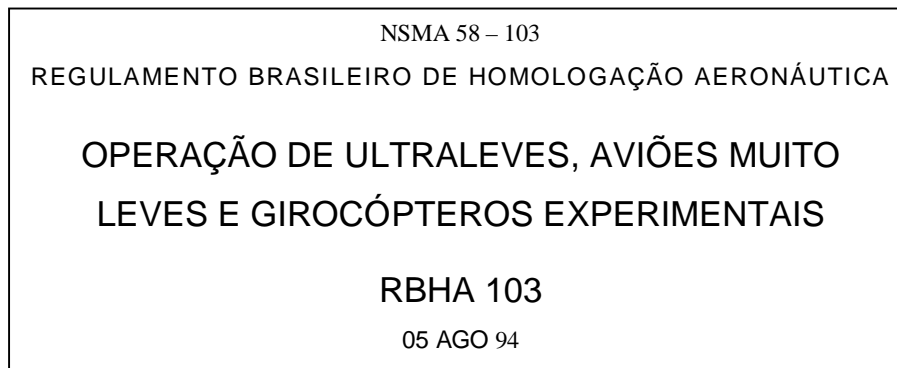 NSMA 58 – 103
REGULAMENTO BRASILEIRO DE HOMOLOGAÇÃO AERONÁUTICA
OPERAÇÃO DE ULTRALEVES, AVIÕES MUITO
LEVES E GIROCÓPTEROS EXPERIMENTAIS
RBHA 103
05 AGO 94